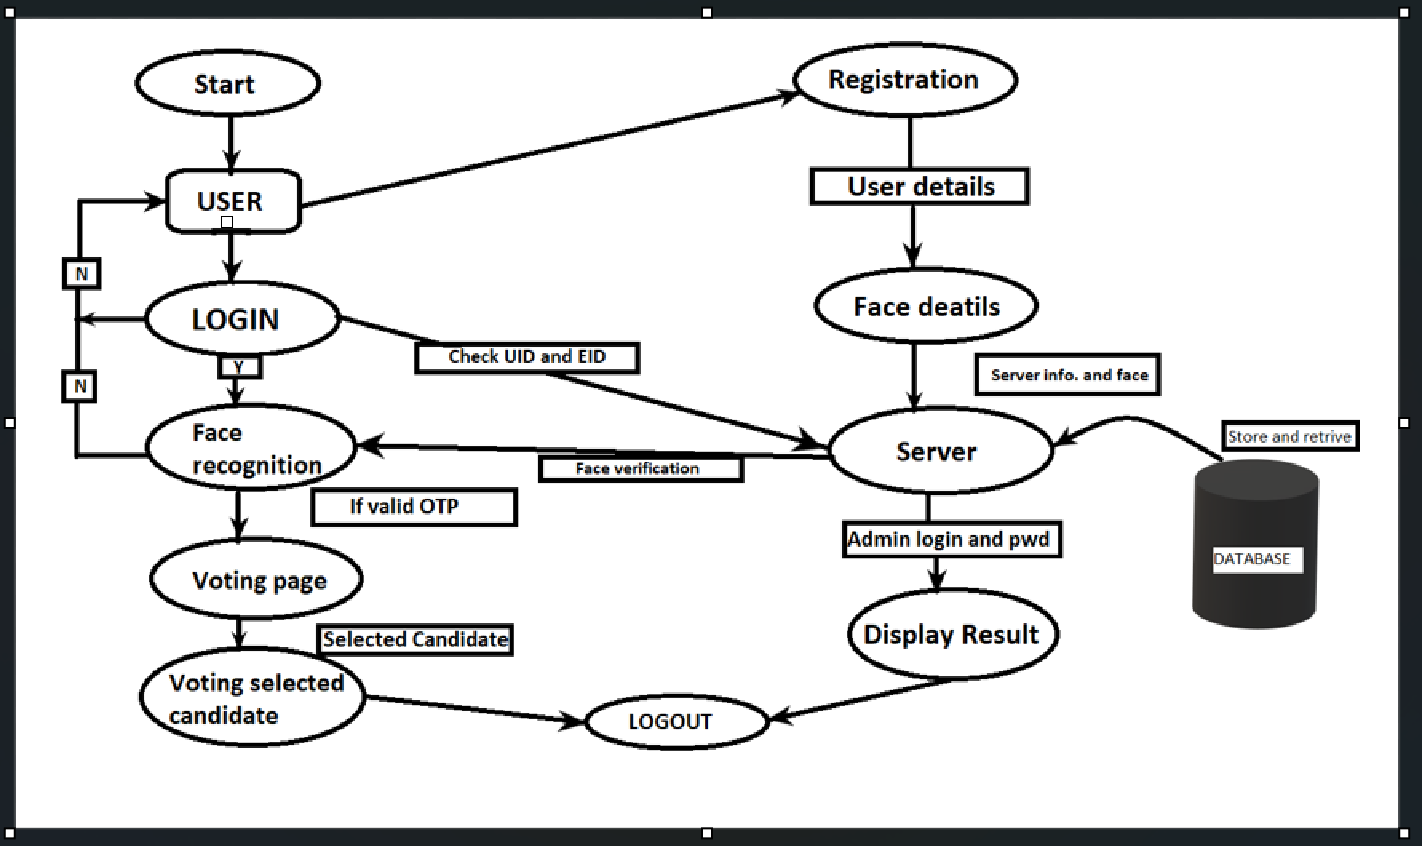 Start
Registration
USER
User details
N
LOGIN
Face deatils
Check UID and EID
Y
N
Server info. and face
Face
recognition
Server
Store and retrive
Face verification
If valid OTP
Admin login and pwd
DATABASE
Voting page
Selected Candidate
Display Result
Voting selected
candidate
LOGOUT